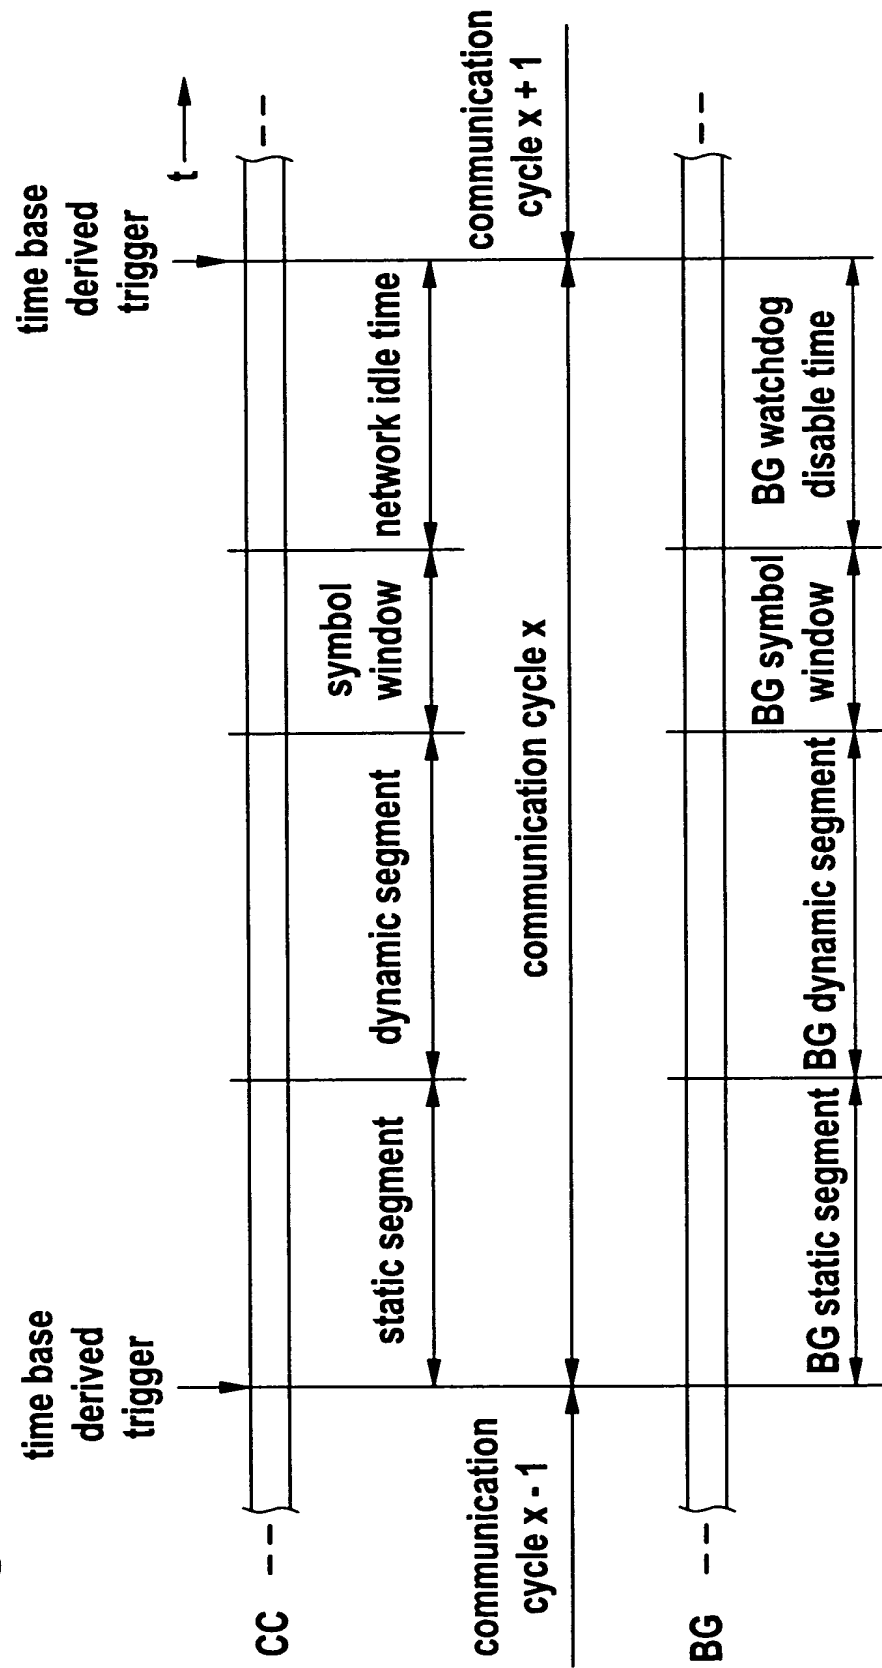 time base
derived
trigger
time base
derived
trigger
t
CC
static segment
dynamic segment
symbol
window
network idle time
communication
cycle x - 1
communication cycle x
communication
cycle x + 1
BG
BG static segment
BG dynamic segment
BG symbol
window
BG watchdog
disable time